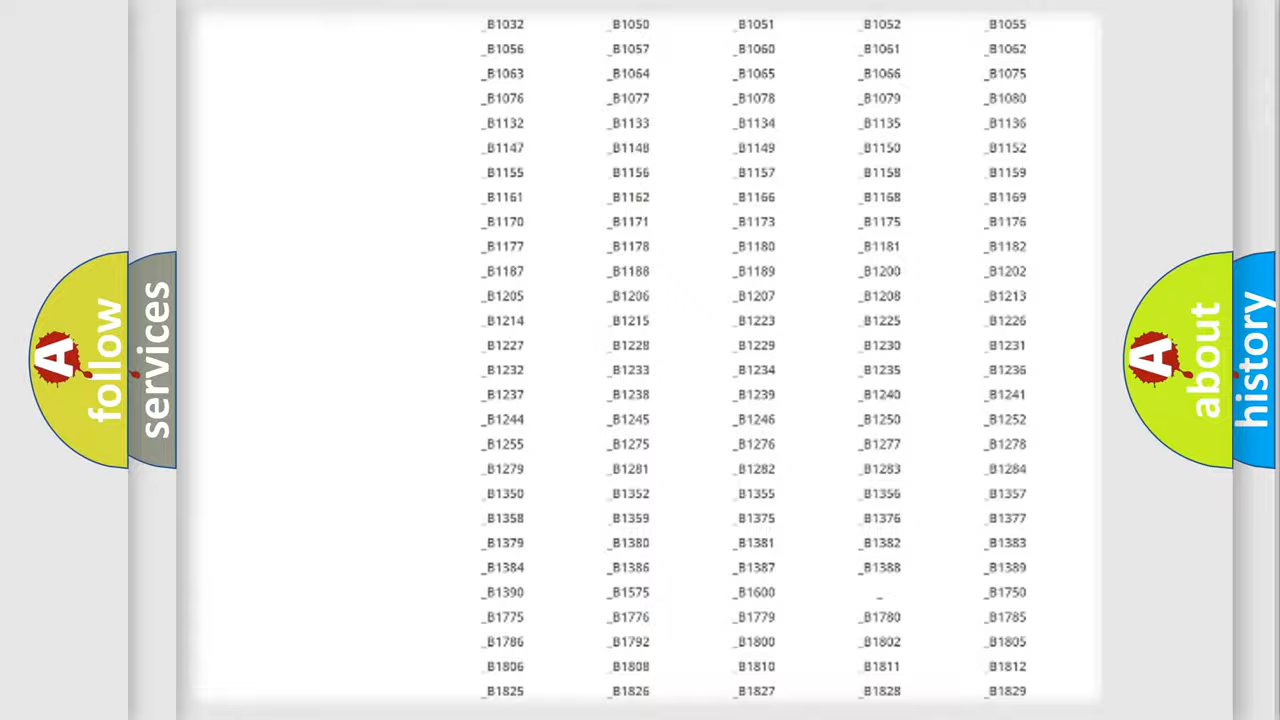 _B1032 _B1050 _B1051 _B1052 _B1055
_B1056 _B1057 _B1060 _B1061 _B1062
_B1063 _B1064 _B1065 _B1066 _B1075
_B1076 _B1077 _B1078 _B1079 _B1080
_B1132 _B1133 _B1134 _B1135 _B1136
_B1147 _B1148 _B1149 _B1150 _B1152
_B1155 _B1156 _B1157 _B1158 _B1159
_B1161 _B1162 _B1166 _B1168 _B1169
_B1170 _B1171 _B1173 _B1175 _B1176
_B1177 _B1178 _B1180 _B1181 _B1182
_B1187 _B1188 _B1189 _B1200 _B1202
_B1205 _B1206 _B1207 _B1208 _B1213
_B1214 _B1215 _B1223 _B1225 _B1226
_B1227 _B1228 _B1229 _B1230 _B1231
_B1232 _B1233 _B1234 _B1235 _B1236
_B1237 _B1238 _B1239 _B1240 _B1241
_B1244 _B1245 _B1246 _B1250 _B1252
_B1255 _B1275 _B1276 _B1277 _B1278
_B1279 _B1281 _B1282 _B1283 _B1284
_B1350 _B1352 _B1355 _B1356 _B1357
_B1358 _B1359 _B1375 _B1376 _B1377
_B1379 _B1380 _B1381 _B1382 _B1383
_B1384 _B1386 _B1387 _B1388 _B1389
_B1390 _B1575 _B1600 _ _B1750
_B1775 _B1776 _B1779 _B1780 _B1785
_B1786 _B1792 _B1800 _B1802 _B1805
_B1806 _B1808 _B1810 _B1811 _B1812
_B1825 _B1826 _B1827 _B1828 _B1829
A follow
services
A about
history